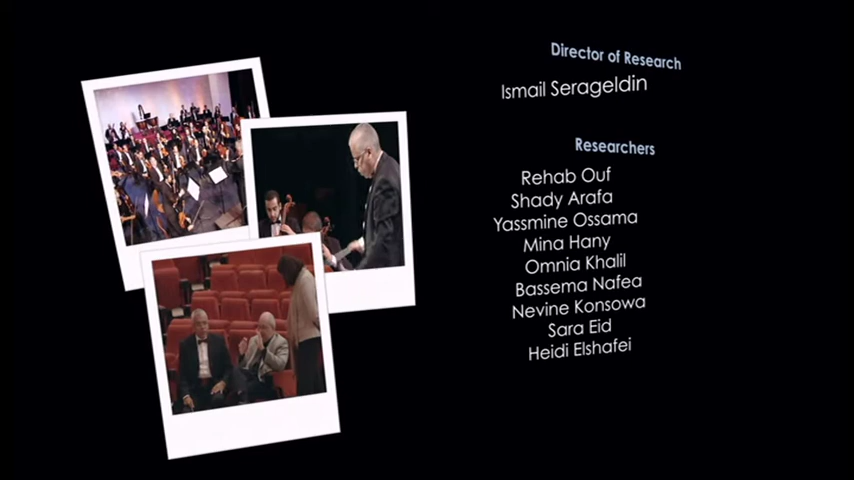 Director of Research
Ismail Serageldin
Researchers
Rehab Ouf
Shady Arafa
Yassmine Ossama
Mina Hany
Omnia Khalil
Bassema Nafea
Nevine Konsowa
Sara Eid
Heidi Elshafei